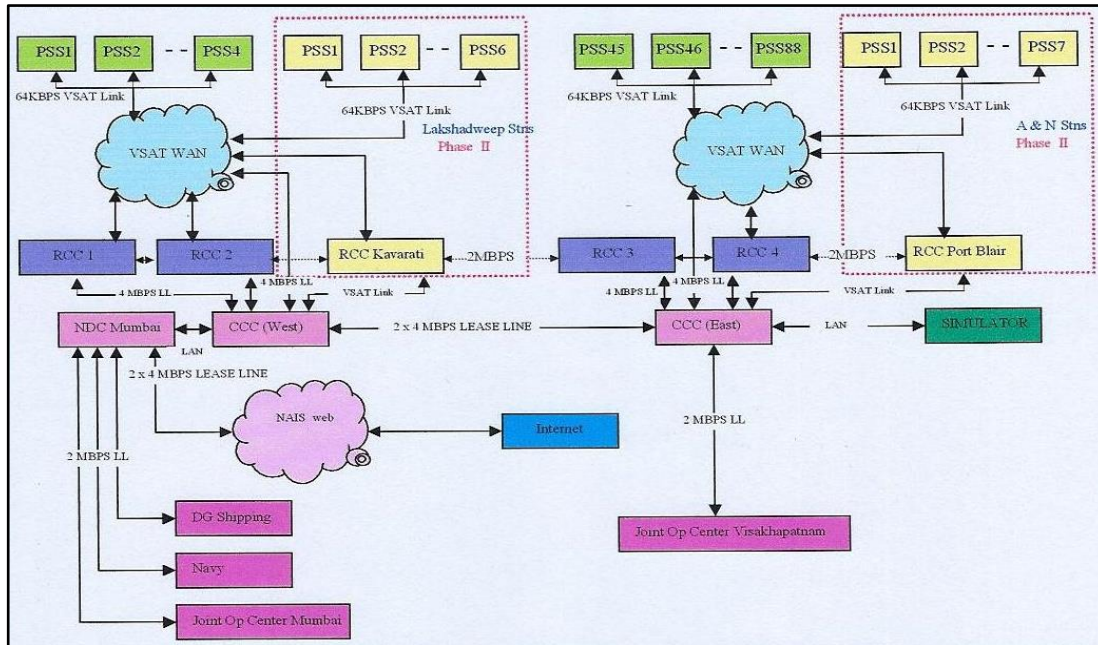 PSS1 PSS2 -- PSS4 PSS1 PSS2 -- PSS6 PSS45 PSS46 -- PSS88 PSS1 PSS2 -- PSS7
64KBPS VSAT Link 64KBPS VSAT Link 64KBPS VSAT Link 64KBPS VSAT Link
Lakshadweep Stns A & N Stns
Phase II Phase II
VSAT WAN VSAT WAN
RCC 1 RCC 2 RCC Kavarati 2MBPS RCC 3 RCC 4 2MBPS RCC Port Blair
4 MBPS LL 4 MBPS LL VSAT Link 4 MBPS LL 4 MBPS LL VSAT Link
NDC Mumbai CCC (West) 2 x 4 MBPS LEASE LINE CCC (East) LAN SIMULATOR
LAN
2 x 4 MBPS LEASE LINE
NAIS web Internet 2 MBPS LL
2 MBPS LL
DG Shipping Joint Op Center Visakhapatnam
Navy
Joint Op Center Mumbai